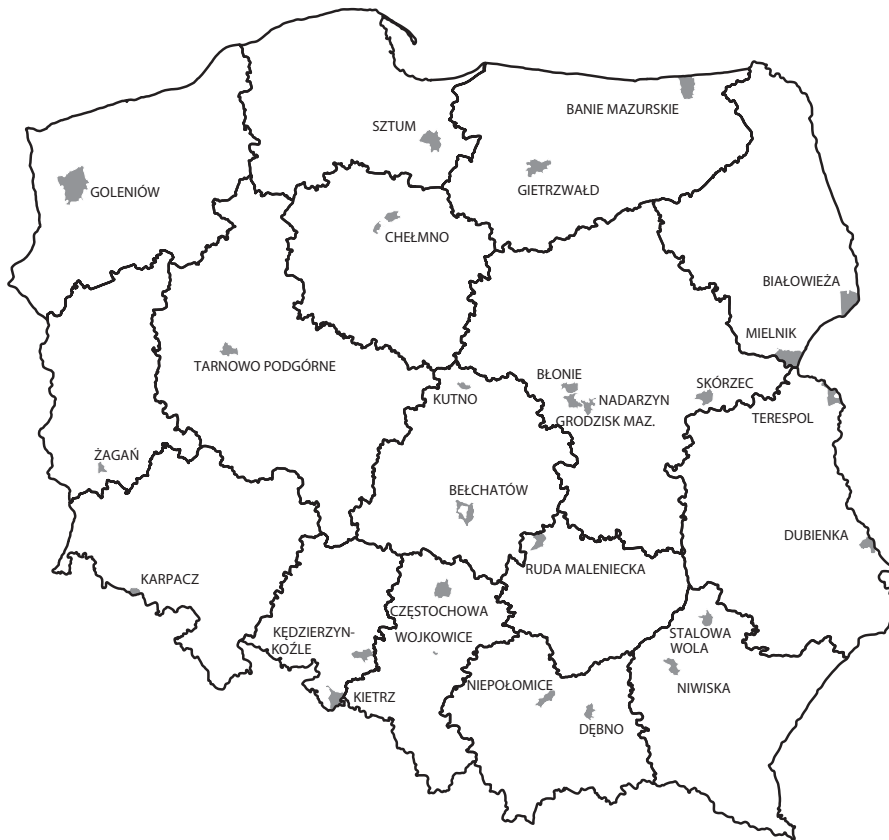 BANIE MAZURSKIE
SZTUM
GIETRZWAŁD
GOLENIÓW
CHEŁMNO
BIAŁOWIEŻA
MIELNIK
TARNOWO PODGÓRNE
BŁONIE
KUTNO
NADARZYN
SKÓRZEC
GRODZISK MAZ.
TERESPOL
ŻAGAŃ
BEŁCHATÓW
DUBIENKA
RUDA MALENIECKA
KARPACZ
CZĘSTOCHOWA
KĘDZIERZYN-
KOŹLE
WOJKOWICE
STALOWA
WOLA
NIEPOŁOMICE
NIWISKA
KIETRZ
DĘBNO